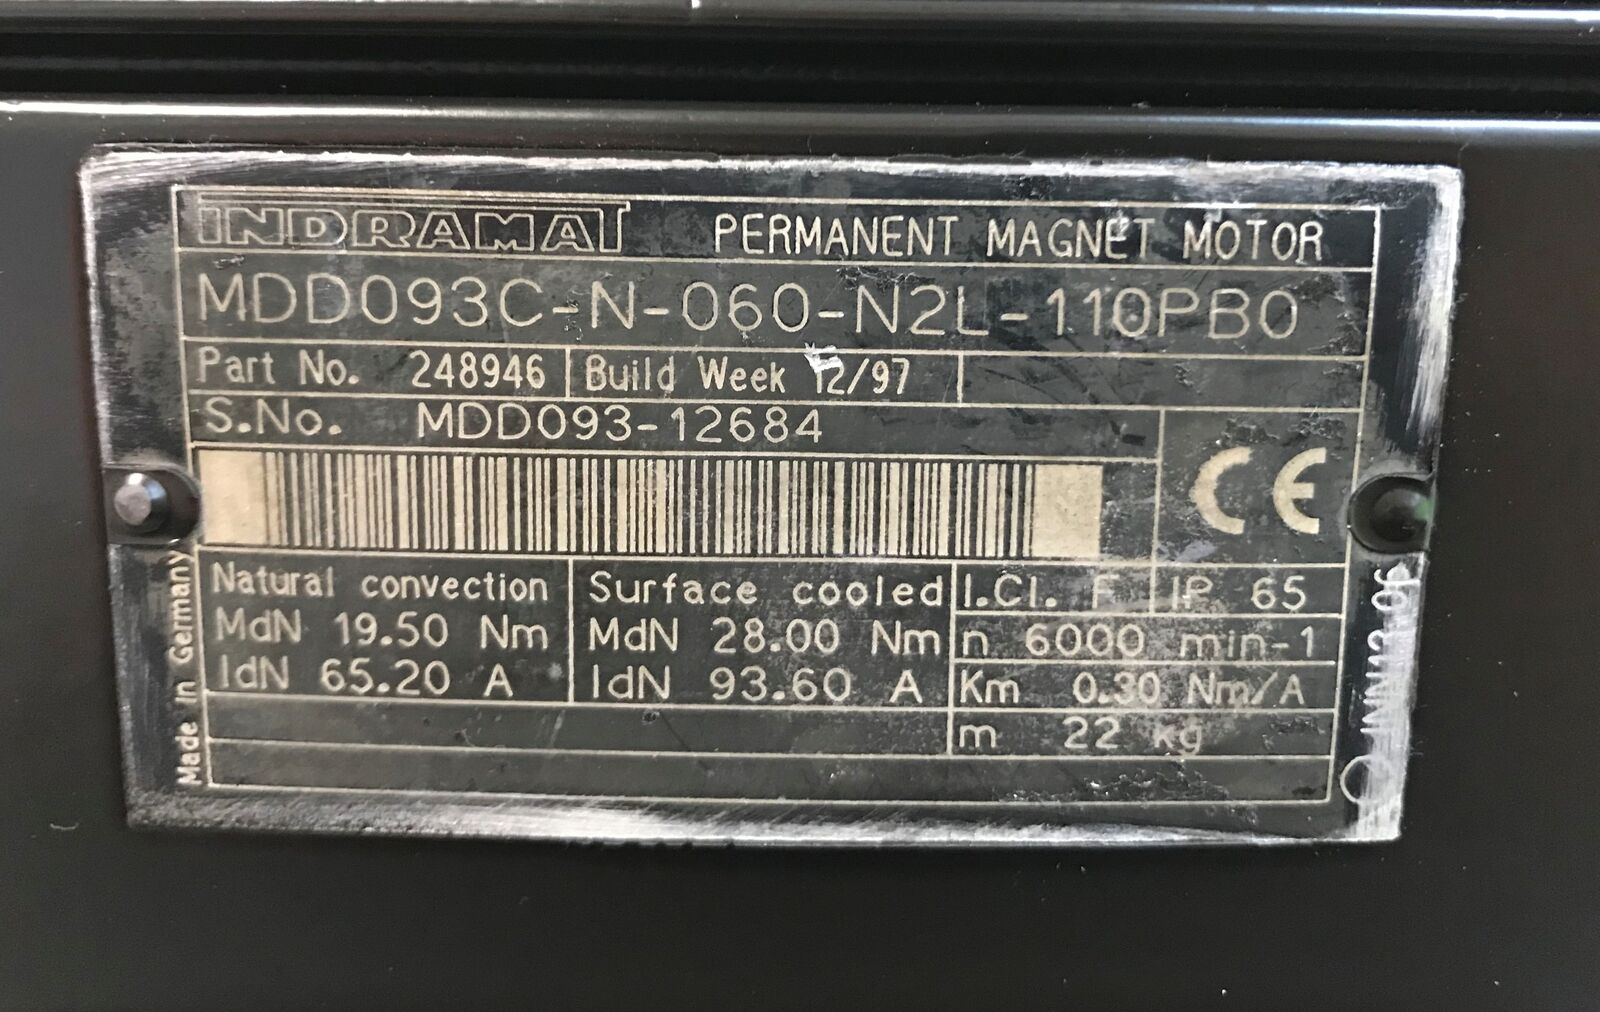 INDRAMAT PERMANENT MAGNET MOTOR
MDD093C-N-060-N2L-110PB0
Part No. 248946 Build Week 12/97
S.No. MDD093-12684
CE
Natural convection Surface cooled I.Cl. F IP 65
MdN 19.50 Nm MdN 28.00 Nm n 6000 min-1
IdN 65.20 A IdN 93.60 A Km 0.30 Nm/A
m 22 kg
Made in Germany